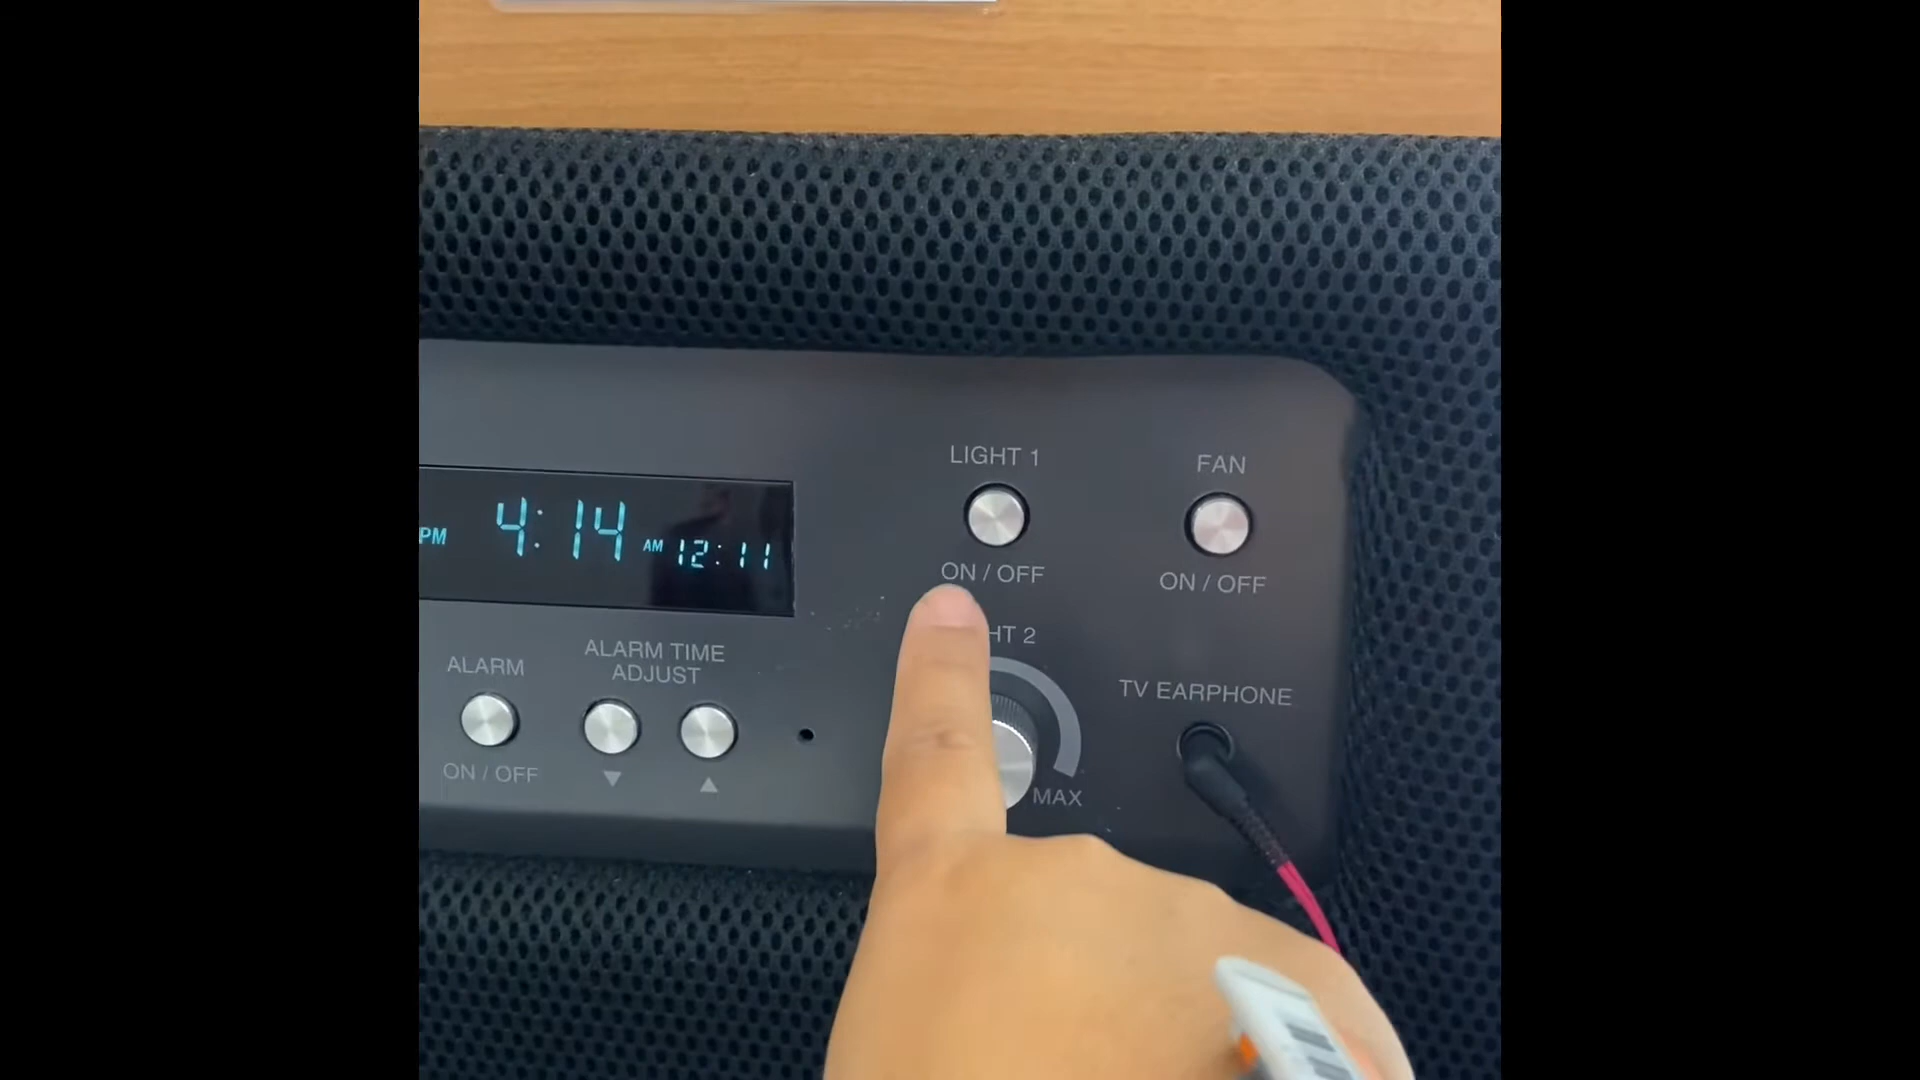 LIGHT 1
FAN
PM 4:14 AM 12:11
ON / OFF
ON / OFF
HT 2
ALARM
ALARM TIME
ADJUST
TV EARPHONE
ON / OFF
MAX